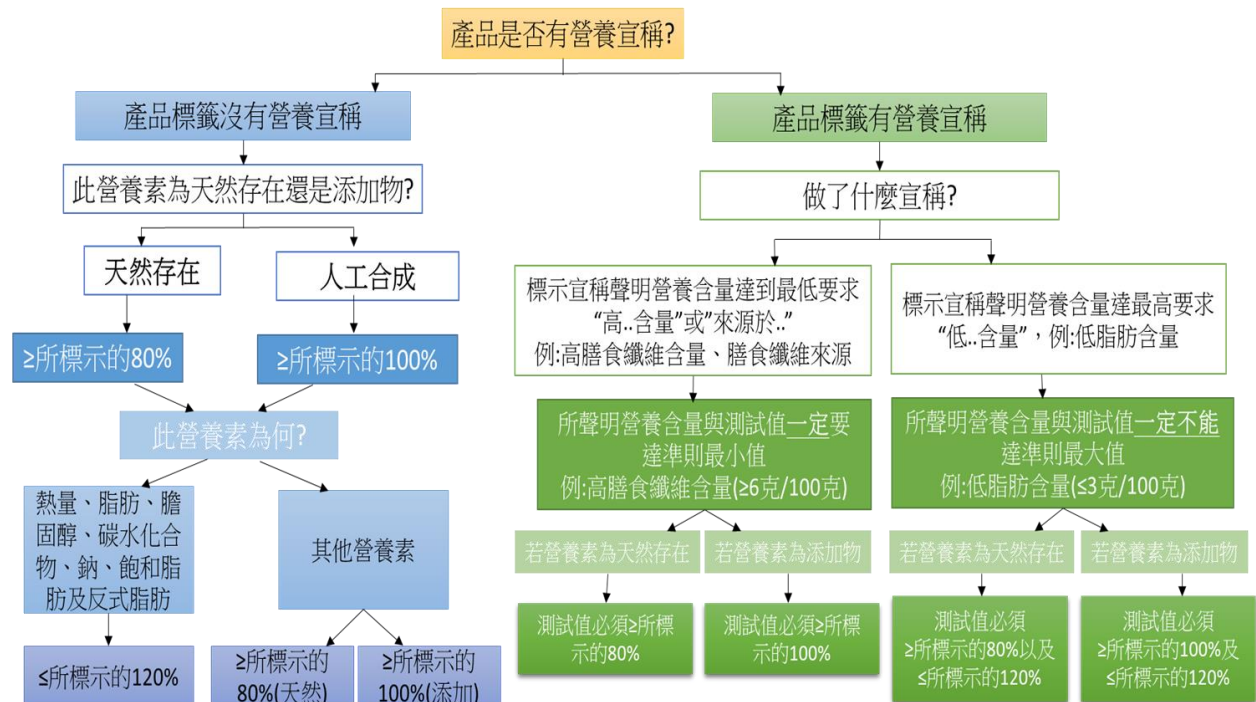 產品是否有營養宣稱?
產品標籤沒有營養宣稱
產品標籤有營養宣稱
此營養素為天然存在還是添加物?
做了什麼宣稱?
天然存在
人工合成
標示宣稱聲明營養含量達到最低要求
“高..含量”或”來源於..”
例:高膳食纖維含量、膳食纖維來源
標示宣稱聲明營養含量達最高要求
“低..含量”，例:低脂肪含量
≥所標示的80%
≥所標示的100%
此營養素為何?
所聲明營養含量與測試值一定要
達準則最小值
例:高膳食纖維含量(≥6克/100克)
所聲明營養含量與測試值一定不能
達準則最大值
例:低脂肪含量(≤3克/100克)
熱量、脂肪、膽
固醇、碳水化合
物、鈉、飽和脂
肪及反式脂肪
其他營養素
若營養素為天然存在
若營養素為添加物
若營養素為天然存在
若營養素為添加物
測試值必須≥所標
示的80%
測試值必須≥所標
示的100%
測試值必須
≥所標示的80%以及
≤所標示的120%
測試值必須
≥所標示的100%及
≤所標示的120%
≤所標示的120%
≥所標示的
80%(天然)
≥所標示的
100%(添加)